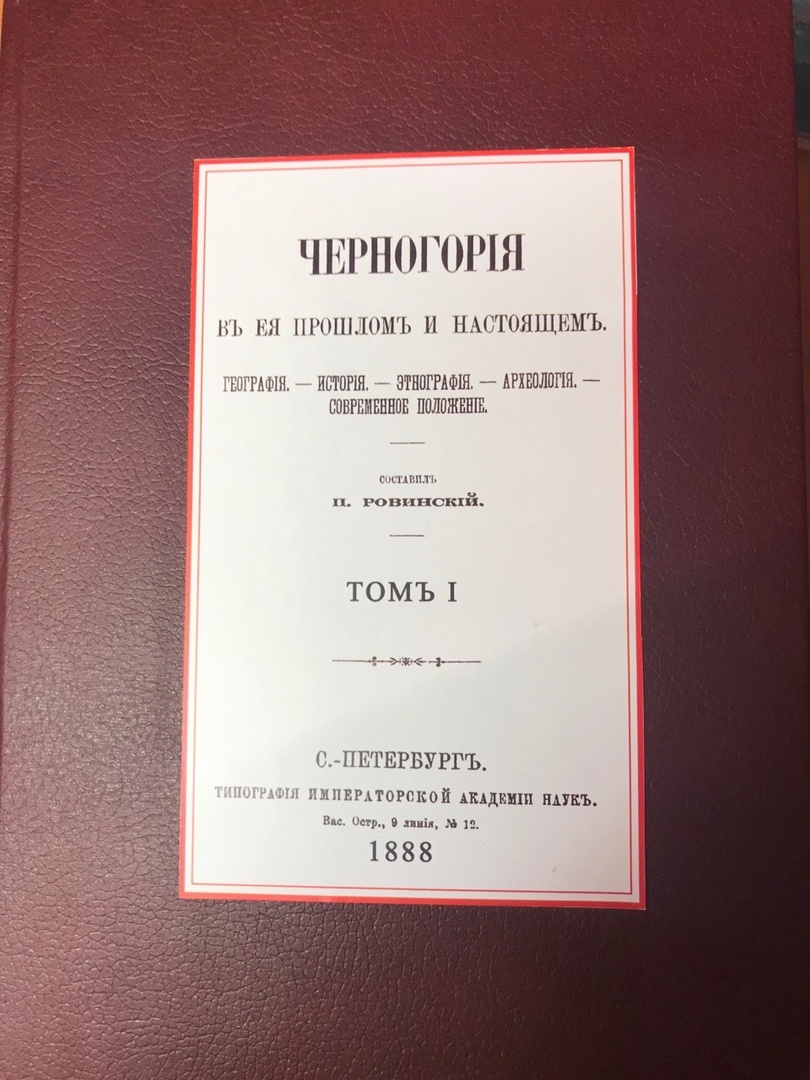 ЧЕРНОГОРІЯ
ВЪ ЕЯ ПРОШЛОМЪ И НАСТОЯЩЕМЪ.
ГЕОГРАФІЯ. — ИСТОРІЯ. — ЭТНОГРАФІЯ. — АРХЕОЛОГІЯ. —
СОВРЕМЕННОЕ ПОЛОЖЕНІЕ.
СОСТАВИЛЪ
П. РОВИНСКІЙ.
ТОМЪ I
С.-ПЕТЕРБУРГЪ.
ТИПОГРАФІЯ ИМПЕРАТОРСКОЙ АКАДЕМІИ НАУКЪ.
Вас. Остр., 9 линія, № 12.
1888